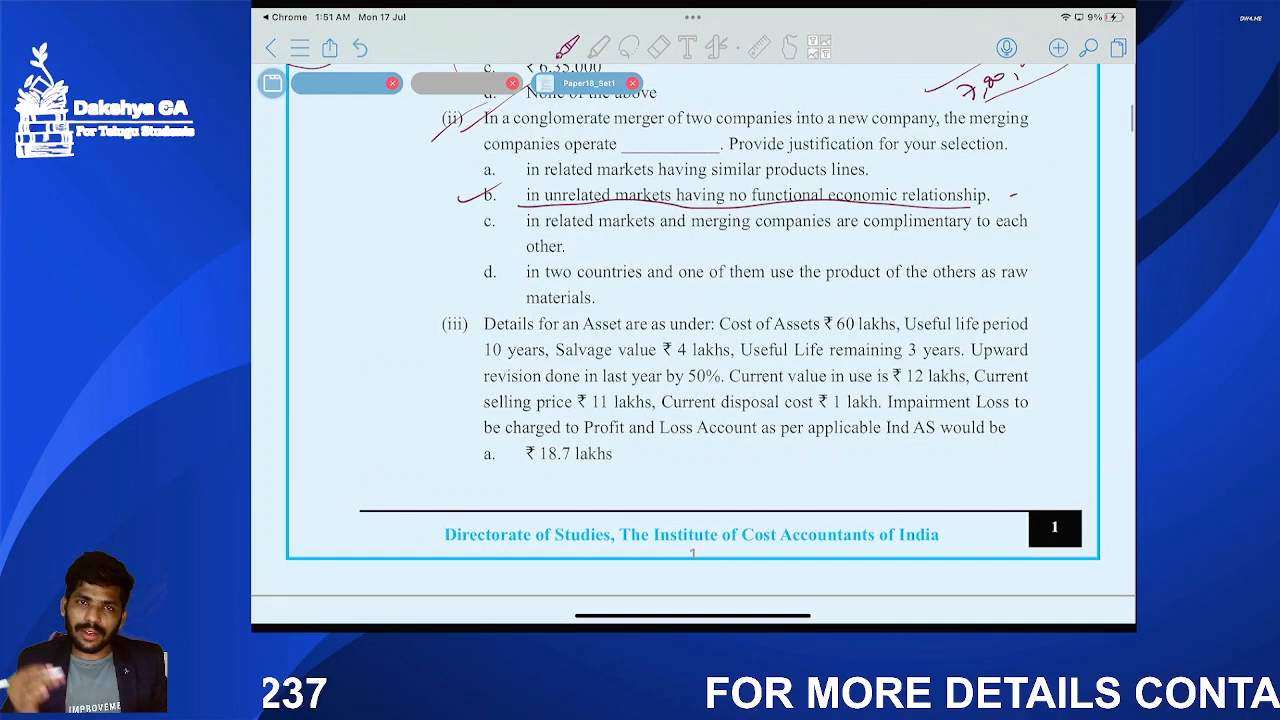 Chrome 1:51 AM Mon 17 Jul
9%
DW4.ME
Dakshya CA
For Telugu Students
Paper18_Set1
c. ₹ 6,35,000
d. None of the above
(ii) In a conglomerate merger of two companies into a new company, the merging
companies operate ___________. Provide justification for your selection.
a. in related markets having similar products lines.
b. in unrelated markets having no functional economic relationship.
c. in related markets and merging companies are complimentary to each
other.
d. in two countries and one of them use the product of the others as raw
materials.
(iii) Details for an Asset are as under: Cost of Assets ₹ 60 lakhs, Useful life period
10 years, Salvage value ₹ 4 lakhs, Useful Life remaining 3 years. Upward
revision done in last year by 50%. Current value in use is ₹ 12 lakhs, Current
selling price ₹ 11 lakhs, Current disposal cost ₹ 1 lakh. Impairment Loss to
be charged to Profit and Loss Account as per applicable Ind AS would be
a. ₹ 18.7 lakhs
Directorate of Studies, The Institute of Cost Accountants of India
1
1
237 FOR MORE DETAILS CONTA